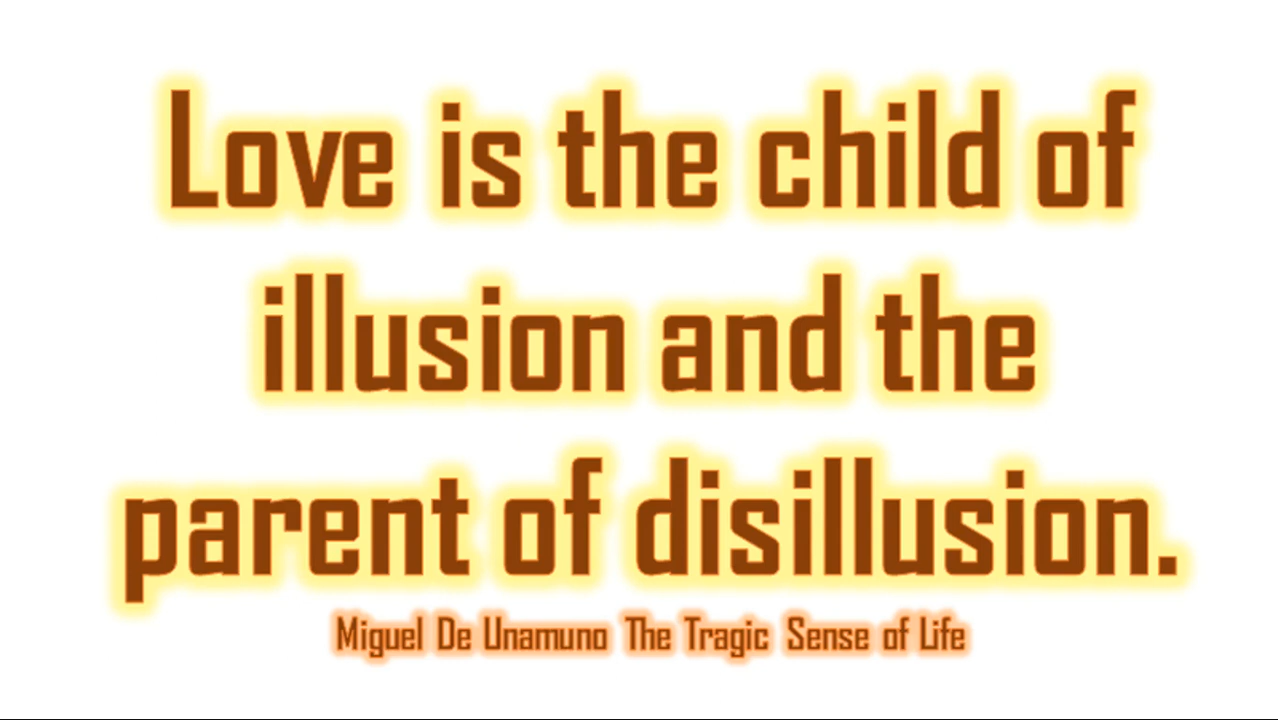 Love is the child of
illusion and the
parent of disillusion.
Miguel De Unamuno The Tragic Sense of Life